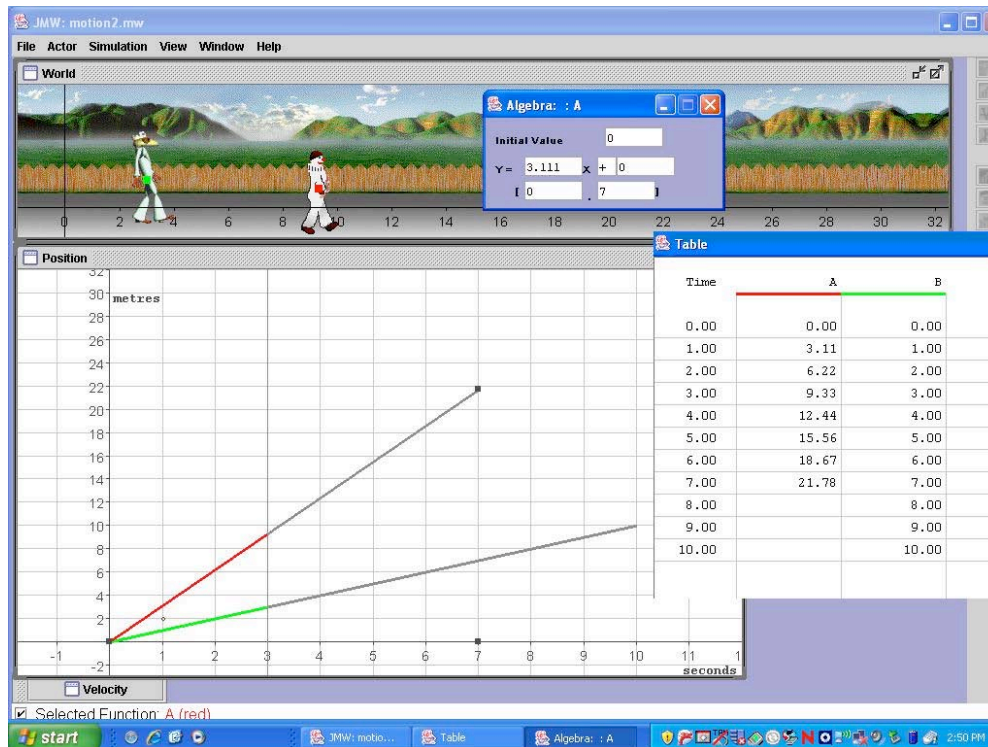 JMW: motion2.mw
File Actor Simulation View Window Help
World
Algebra: : A
Initial Value 0
Y= 3.111 x + 0
[ 0 , 7 ]
0 2 4 6 8 10 12 14 16 18 20 22 24 26 28 30 32
Position
Table
Time A B
0.00 0.00 0.00
1.00 3.11 1.00
2.00 6.22 2.00
3.00 9.33 3.00
4.00 12.44 4.00
5.00 15.56 5.00
6.00 18.67 6.00
7.00 21.78 7.00
8.00 8.00
9.00 9.00
10.00 10.00
32
30 metres
28
26
24
22
20
18
16
14
12
10
8
6
4
2
-1 1 2 3 4 5 6 7 8 9 10 11 1
-2 seconds
Velocity
Selected Function: A (red)
start JMW: motio... Table Algebra: : A 2:50 PM